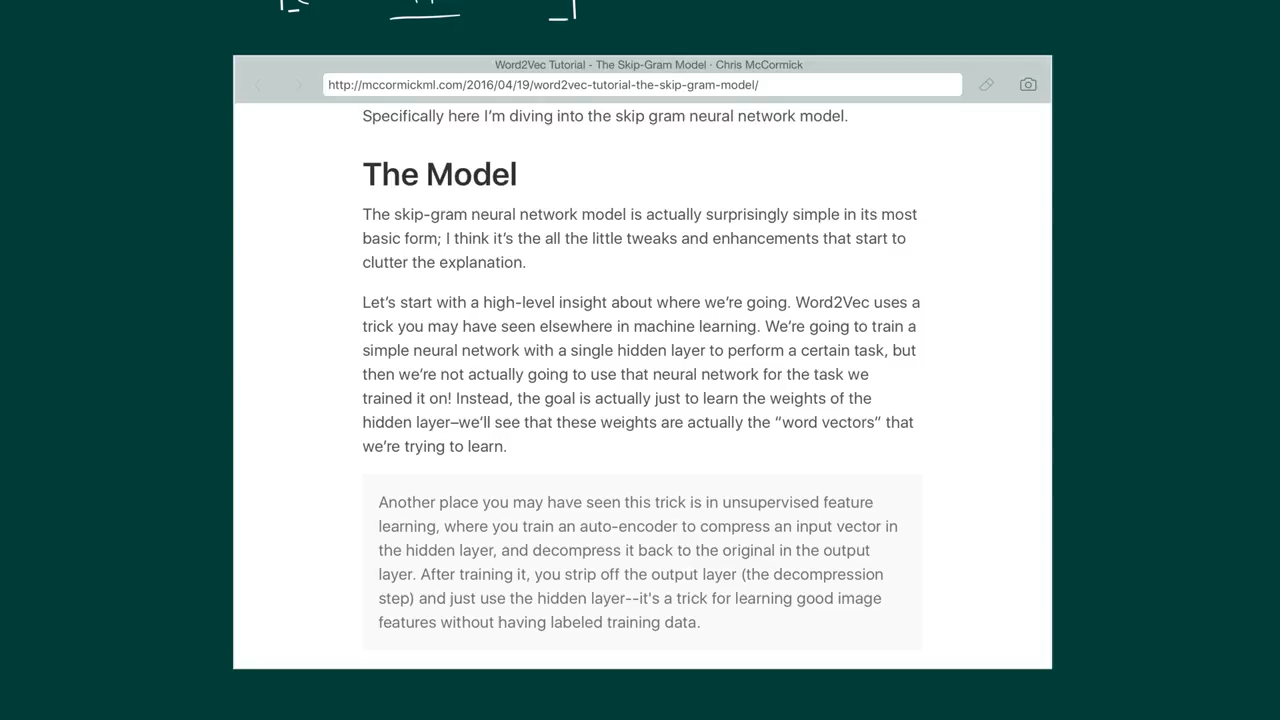 Word2Vec Tutorial - The Skip-Gram Model · Chris McCormick
http://mccormickml.com/2016/04/19/word2vec-tutorial-the-skip-gram-model/
Specifically here I’m diving into the skip gram neural network model.
The Model
The skip-gram neural network model is actually surprisingly simple in its most
basic form; I think it’s the all the little tweaks and enhancements that start to
clutter the explanation.
Let’s start with a high-level insight about where we’re going. Word2Vec uses a
trick you may have seen elsewhere in machine learning. We’re going to train a
simple neural network with a single hidden layer to perform a certain task, but
then we’re not actually going to use that neural network for the task we
trained it on! Instead, the goal is actually just to learn the weights of the
hidden layer–we’ll see that these weights are actually the “word vectors” that
we’re trying to learn.
Another place you may have seen this trick is in unsupervised feature
learning, where you train an auto-encoder to compress an input vector in
the hidden layer, and decompress it back to the original in the output
layer. After training it, you strip off the output layer (the decompression
step) and just use the hidden layer--it's a trick for learning good image
features without having labeled training data.